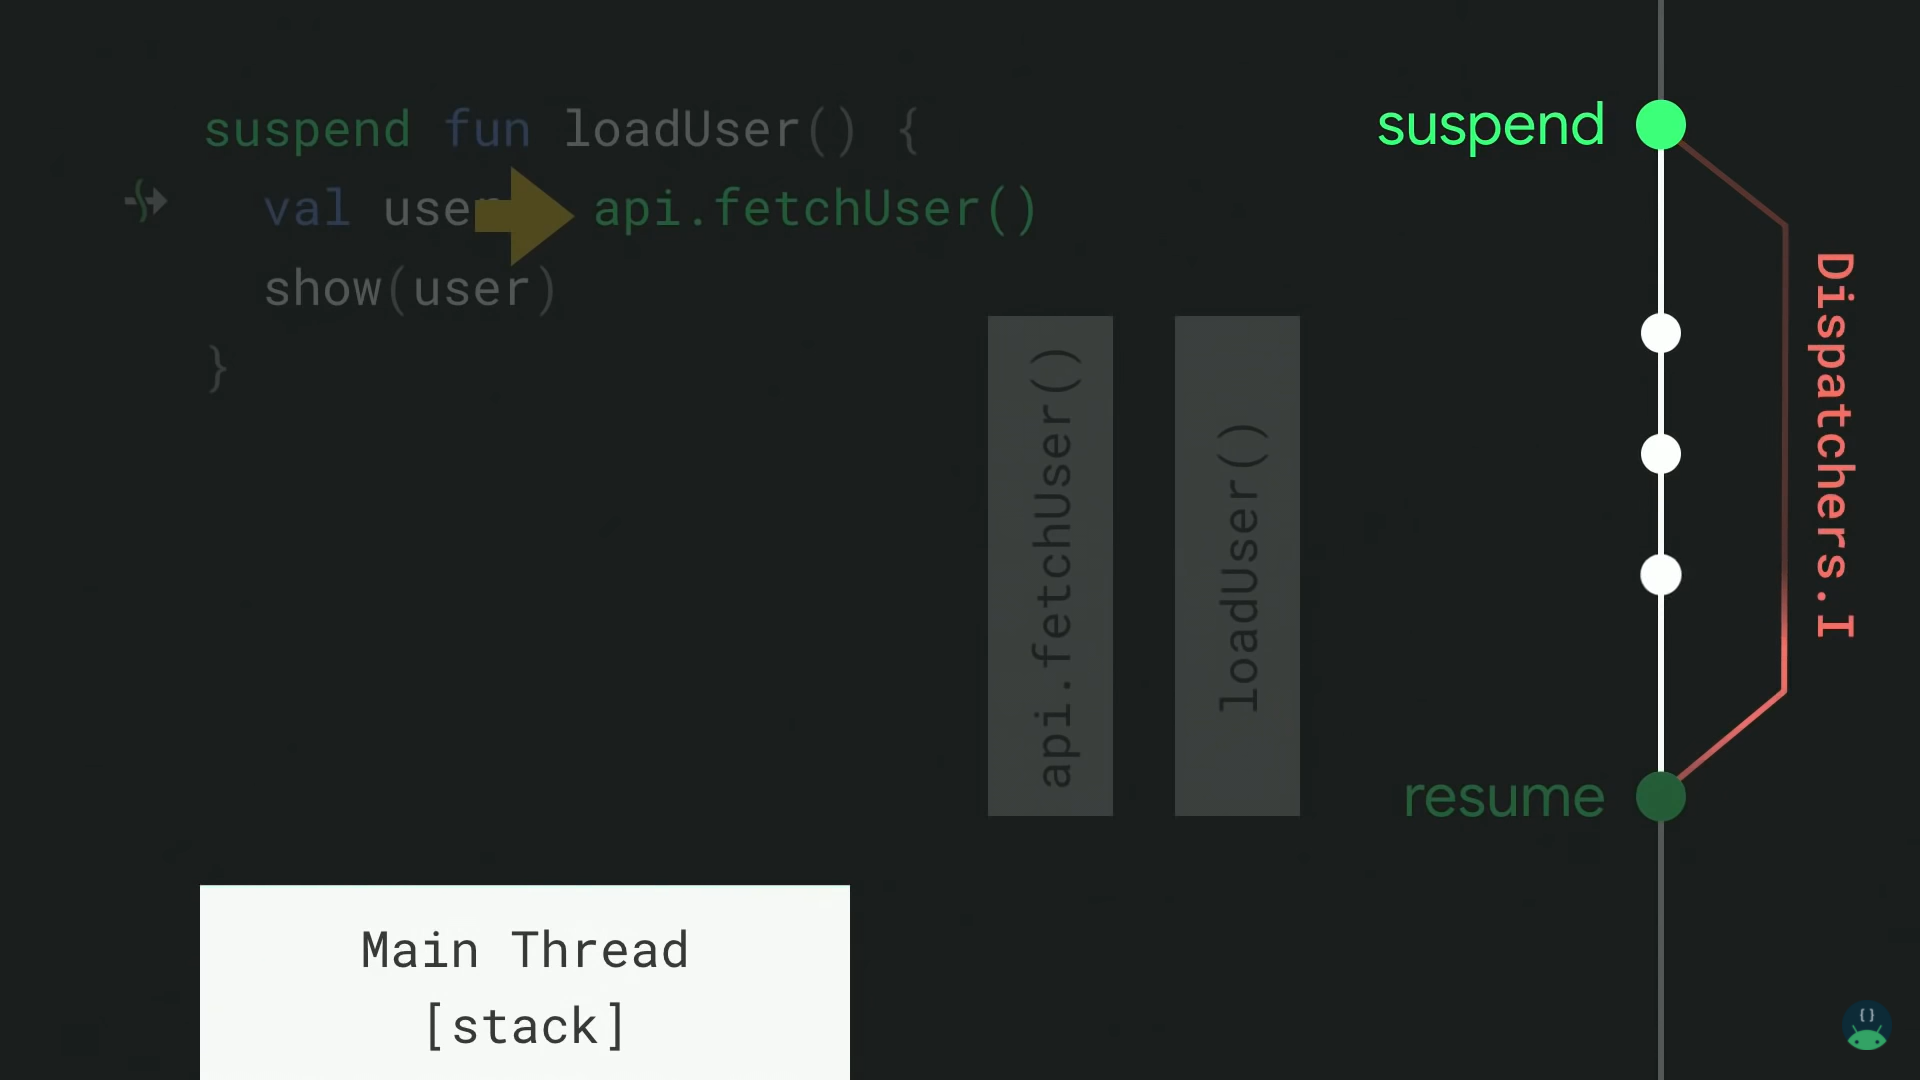 suspend fun loadUser() {
val user api.fetchUser()
show(user)
}
api.fetchUser()
loadUser()
suspend
resume
Dispatchers.I
Main Thread
[stack]
{}